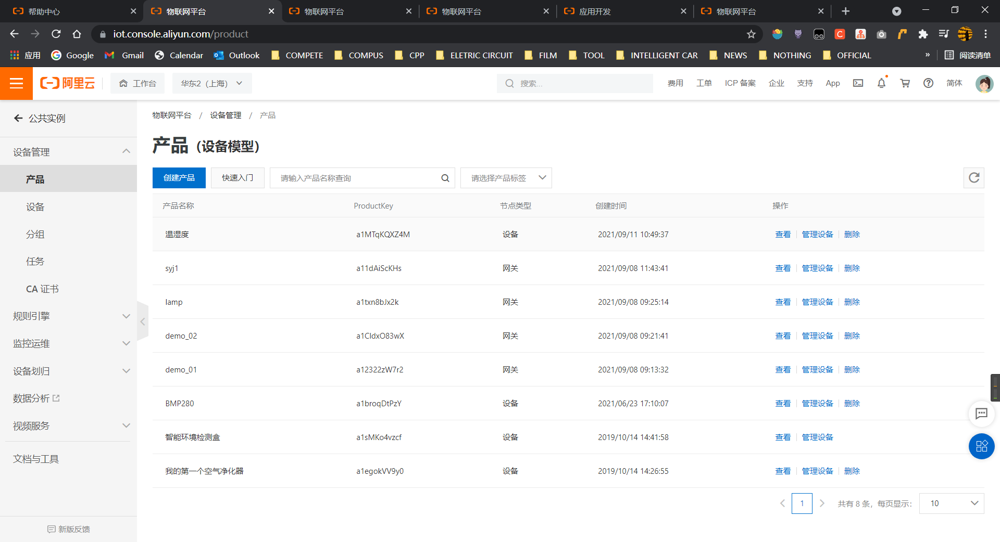 帮助中心
物联网平台
物联网平台
物联网平台
应用开发
物联网平台
iot.console.aliyun.com/product
应用
Google
Gmail
Calendar
Outlook
COMPETE
COMPUS
CPP
ELETRIC CIRCUIT
FILM
TOOL
INTELLIGENT CAR
NEWS
NOTHING
OFFICIAL
»
阅读清单
阿里云
工作台
华东2（上海）
搜索...
费用
工单
ICP 备案
企业
支持
App
简体
公共实例
物联网平台 / 设备管理 / 产品
产品（设备模型）
设备管理
产品
设备
分组
任务
CA 证书
规则引擎
监控运维
设备划归
数据分析
视频服务
文档与工具
新版反馈
创建产品
快速入门
请输入产品名称查询
请选择产品标签
产品名称 ProductKey 节点类型 创建时间 操作
温湿度 a1MTqKQXZ4M 设备 2021/09/11 10:49:37 查看 管理设备 删除
syj1 a11dAiScKHs 网关 2021/09/08 11:43:41 查看 管理设备 删除
lamp a1txn8bJx2k 网关 2021/09/08 09:25:14 查看 管理设备 删除
demo_02 a1CIdxO83wX 网关 2021/09/08 09:21:41 查看 管理设备 删除
demo_01 a12322zW7r2 网关 2021/09/08 09:13:32 查看 管理设备 删除
BMP280 a1broqDtPzY 设备 2021/06/23 17:10:07 查看 管理设备 删除
智能环境检测盒 a1sMKo4vzcf 设备 2019/10/14 14:41:58 查看 管理设备
我的第一个空气净化器 a1egokVV9y0 设备 2019/10/14 14:26:55 查看 管理设备 删除
1
共有 8 条，每页显示：
10